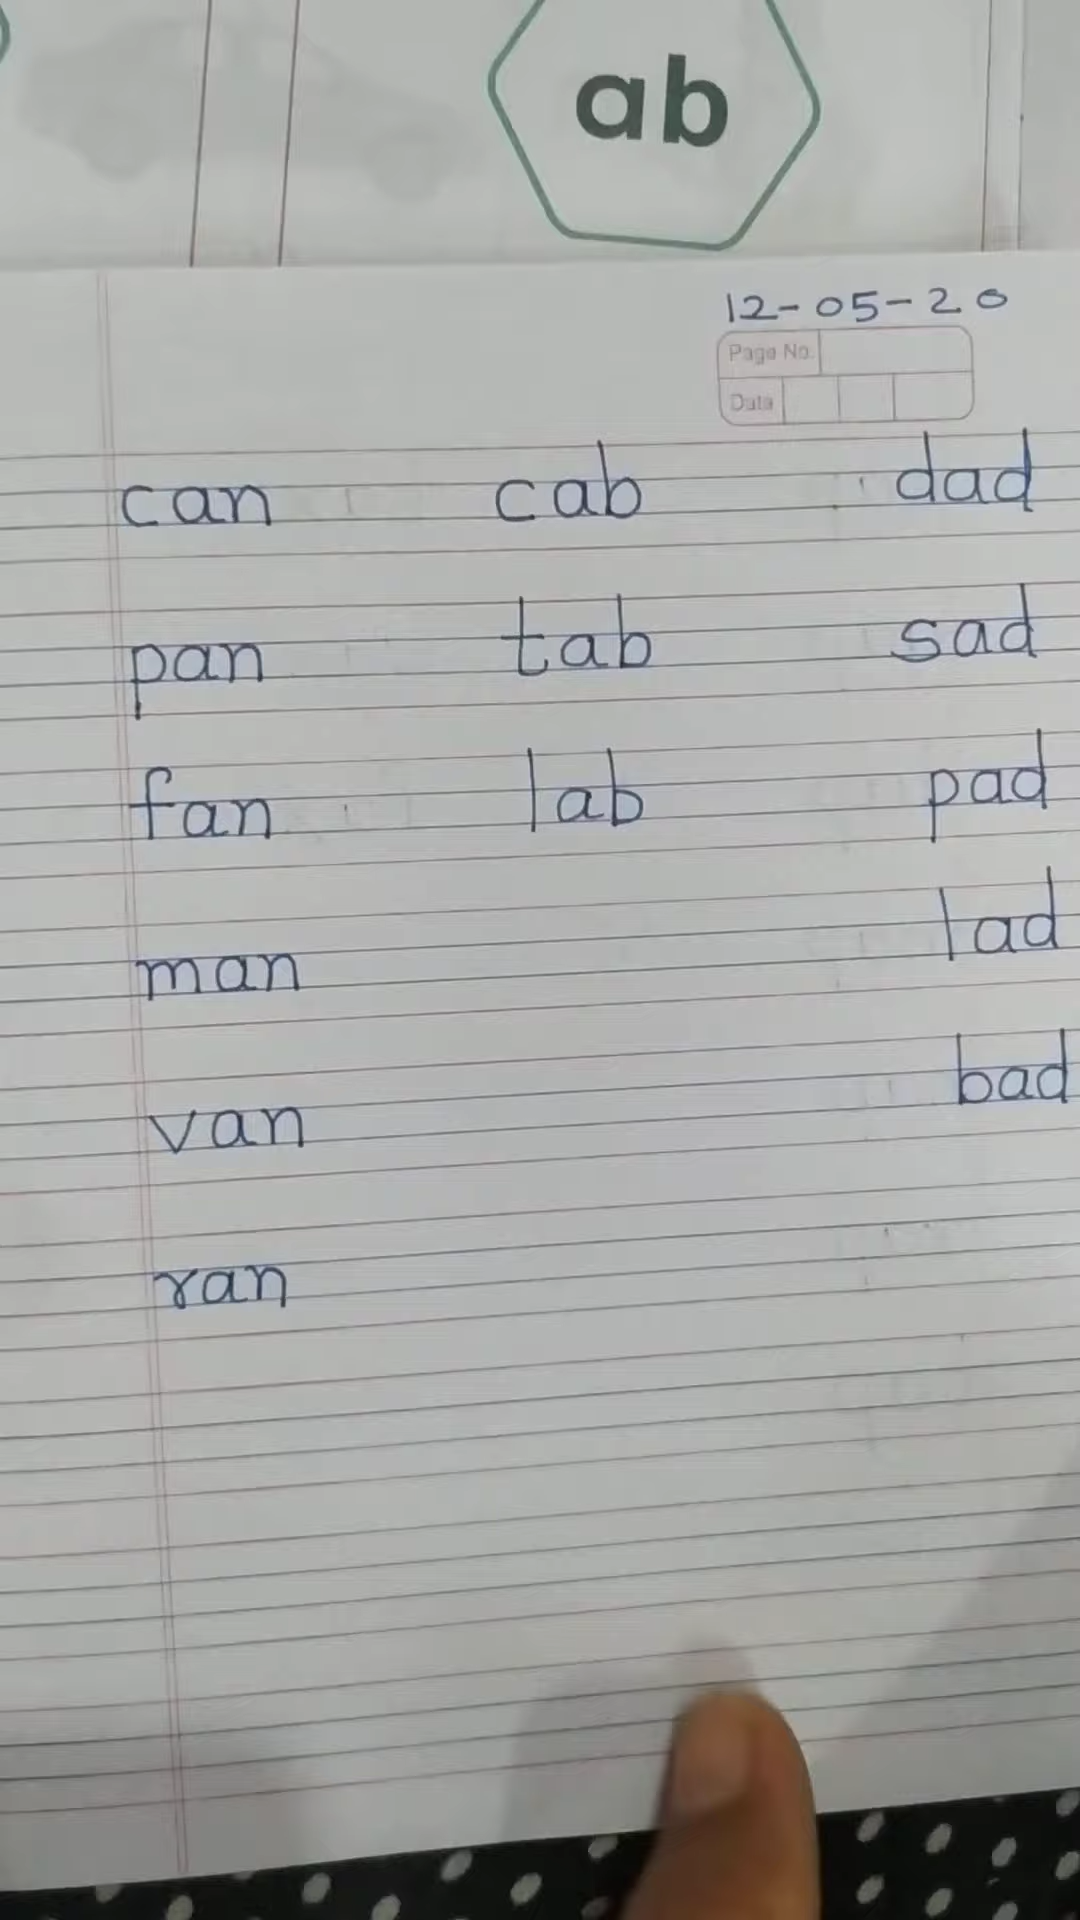 ab
12-05-20
Page No.
Date
can cab dad
pan tab sad
fan lab pad
man lad
van bad
ran